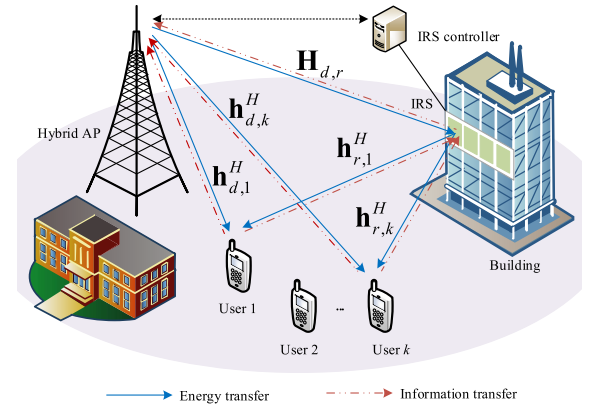 IRS controller
H_{d,r}
IRS
h^H_{d,k}
Hybrid AP
h^H_{r,1}
h^H_{d,1}
h^H_{r,k}
Building
User 1
...
User 2
User k
Energy transfer
Information transfer